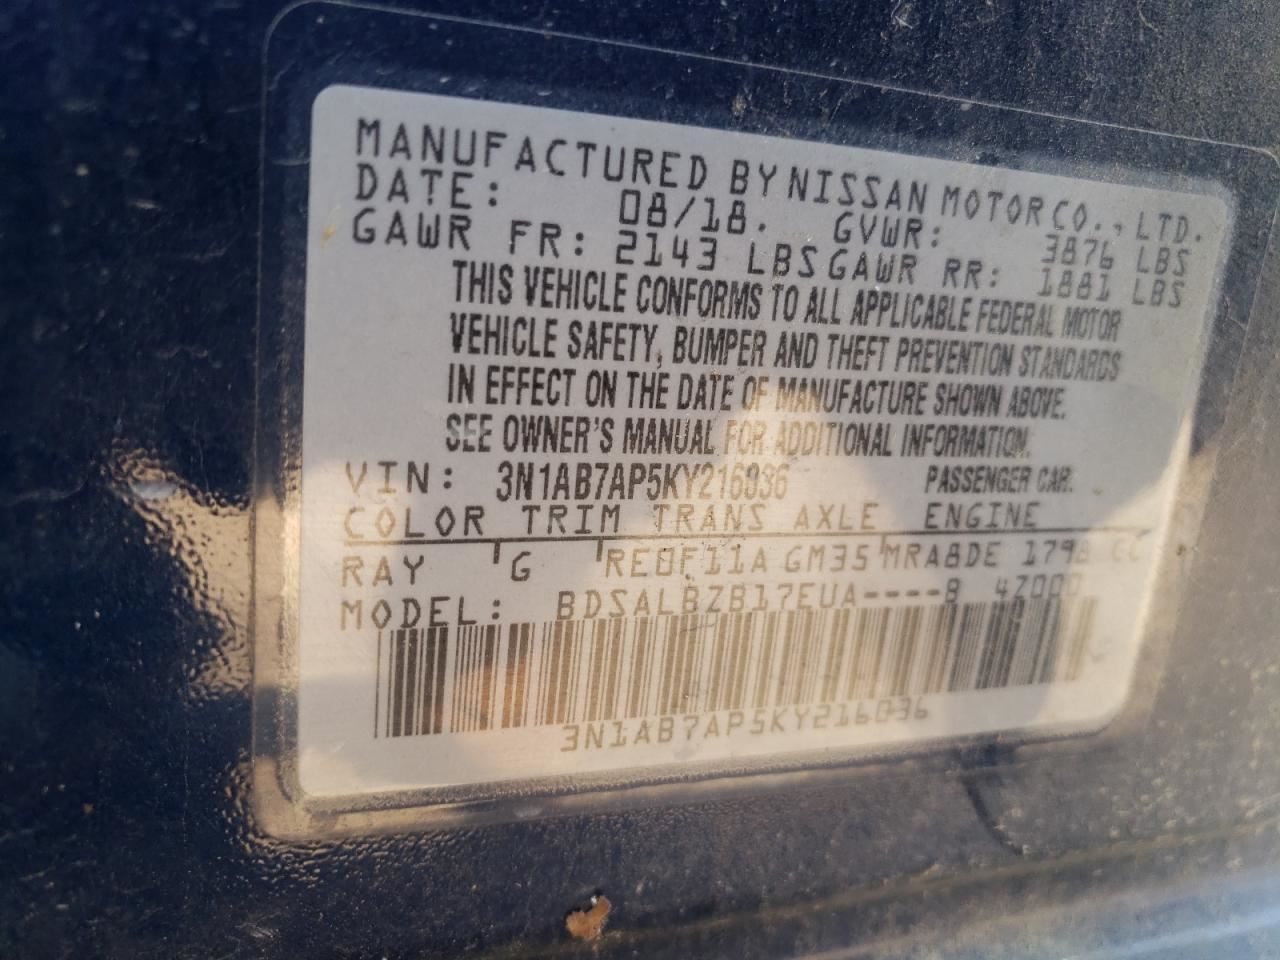 MANUFACTURED BY NISSAN MOTOR CO., LTD.
DATE: 08/18. GVWR: 3876 LBS
GAWR FR: 2143 LBS GAWR RR: 1881 LBS
THIS VEHICLE CONFORMS TO ALL APPLICABLE FEDERAL MOTOR
VEHICLE SAFETY, BUMPER AND THEFT PREVENTION STANDARDS
IN EFFECT ON THE DATE OF MANUFACTURE SHOWN ABOVE.
SEE OWNER'S MANUAL FOR ADDITIONAL INFORMATION.
VIN: 3N1AB7AP5KY216036 PASSENGER CAR.
COLOR TRIM TRANS AXLE ENGINE
RAY G RE0F11A GM35 MRA8DE 1798 CC
MODEL: BDSALBZB17EUA----B 4Z000
3N1AB7AP5KY216036